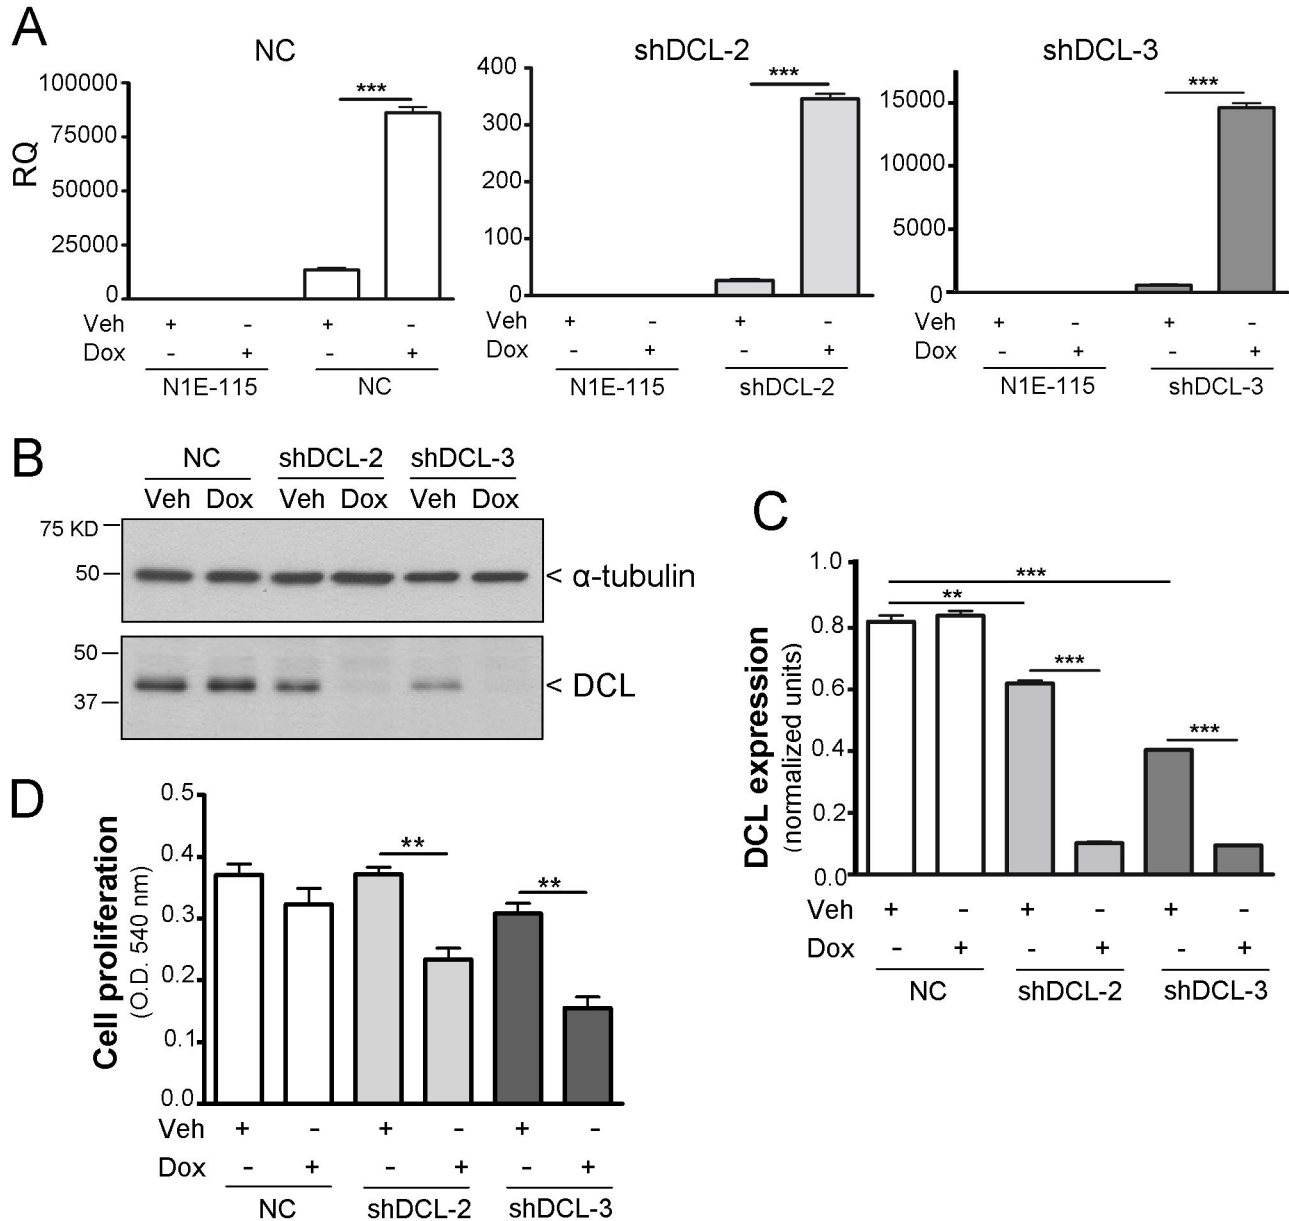 A
NC
shDCL-2
shDCL-3
RQ
100000
75000
50000
25000
0
***
400
300
200
100
0
***
15000
10000
5000
0
***
Veh + - + -
Dox - + - +
N1E-115 NC
Veh + - + -
Dox - + - +
N1E-115 shDCL-2
Veh + - + -
Dox - + - +
N1E-115 shDCL-3
B
NC shDCL-2 shDCL-3
Veh Dox Veh Dox Veh Dox
75 KD
50
< α-tubulin
50
37
< DCL
C
DCL expression
(normalized units)
1.0
0.8
0.6
0.4
0.2
0.0
***
**
***
***
Veh + - + - + -
Dox - + - + - +
NC shDCL-2 shDCL-3
D
Cell proliferation
(O.D. 540 nm)
0.5
0.4
0.3
0.2
0.1
0.0
**
**
Veh + - + - + -
Dox - + - + - +
NC shDCL-2 shDCL-3